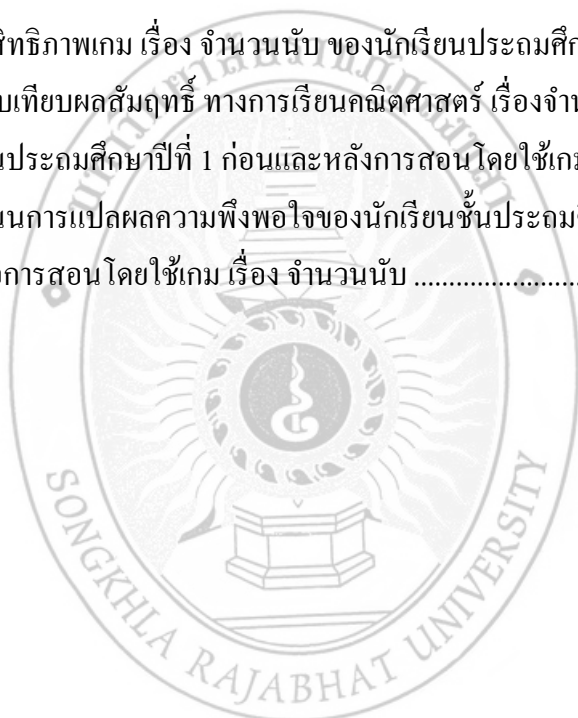 สิทธิภาพเกม เรื่อง จำนวนนับ ของนักเรียนประถมศึก
บเทียบผลสัมฤทธิ์ ทางการเรียนคณิตศาสตร์ เรื่องจำน
นประถมศึกษาปีที่ 1 ก่อนและหลังการสอนโดยใช้เกม
นนการแปลผลความพึงพอใจของนักเรียนชั้นประถมศึ
อการสอนโดยใช้เกม เรื่อง จำนวนนับ ........................
SONGKHLA RAJABHAT UNIVERSITY